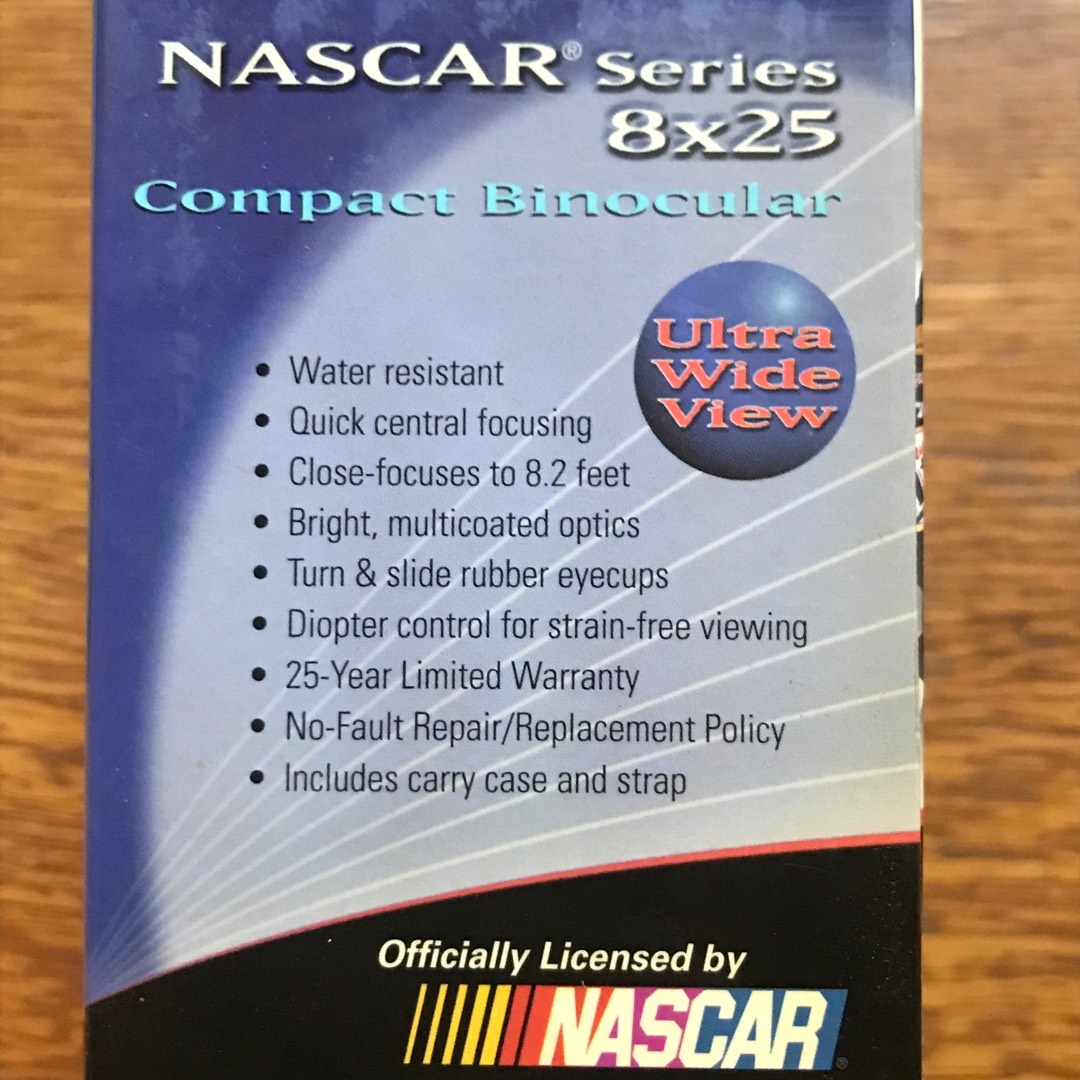 NASCAR® Series
8x25
Compact Binocular
Ultra
Wide
View
• Water resistant
• Quick central focusing
• Close-focuses to 8.2 feet
• Bright, multicoated optics
• Turn & slide rubber eyecups
• Diopter control for strain-free viewing
• 25-Year Limited Warranty
• No-Fault Repair/Replacement Policy
• Includes carry case and strap
Officially Licensed by
NASCAR®